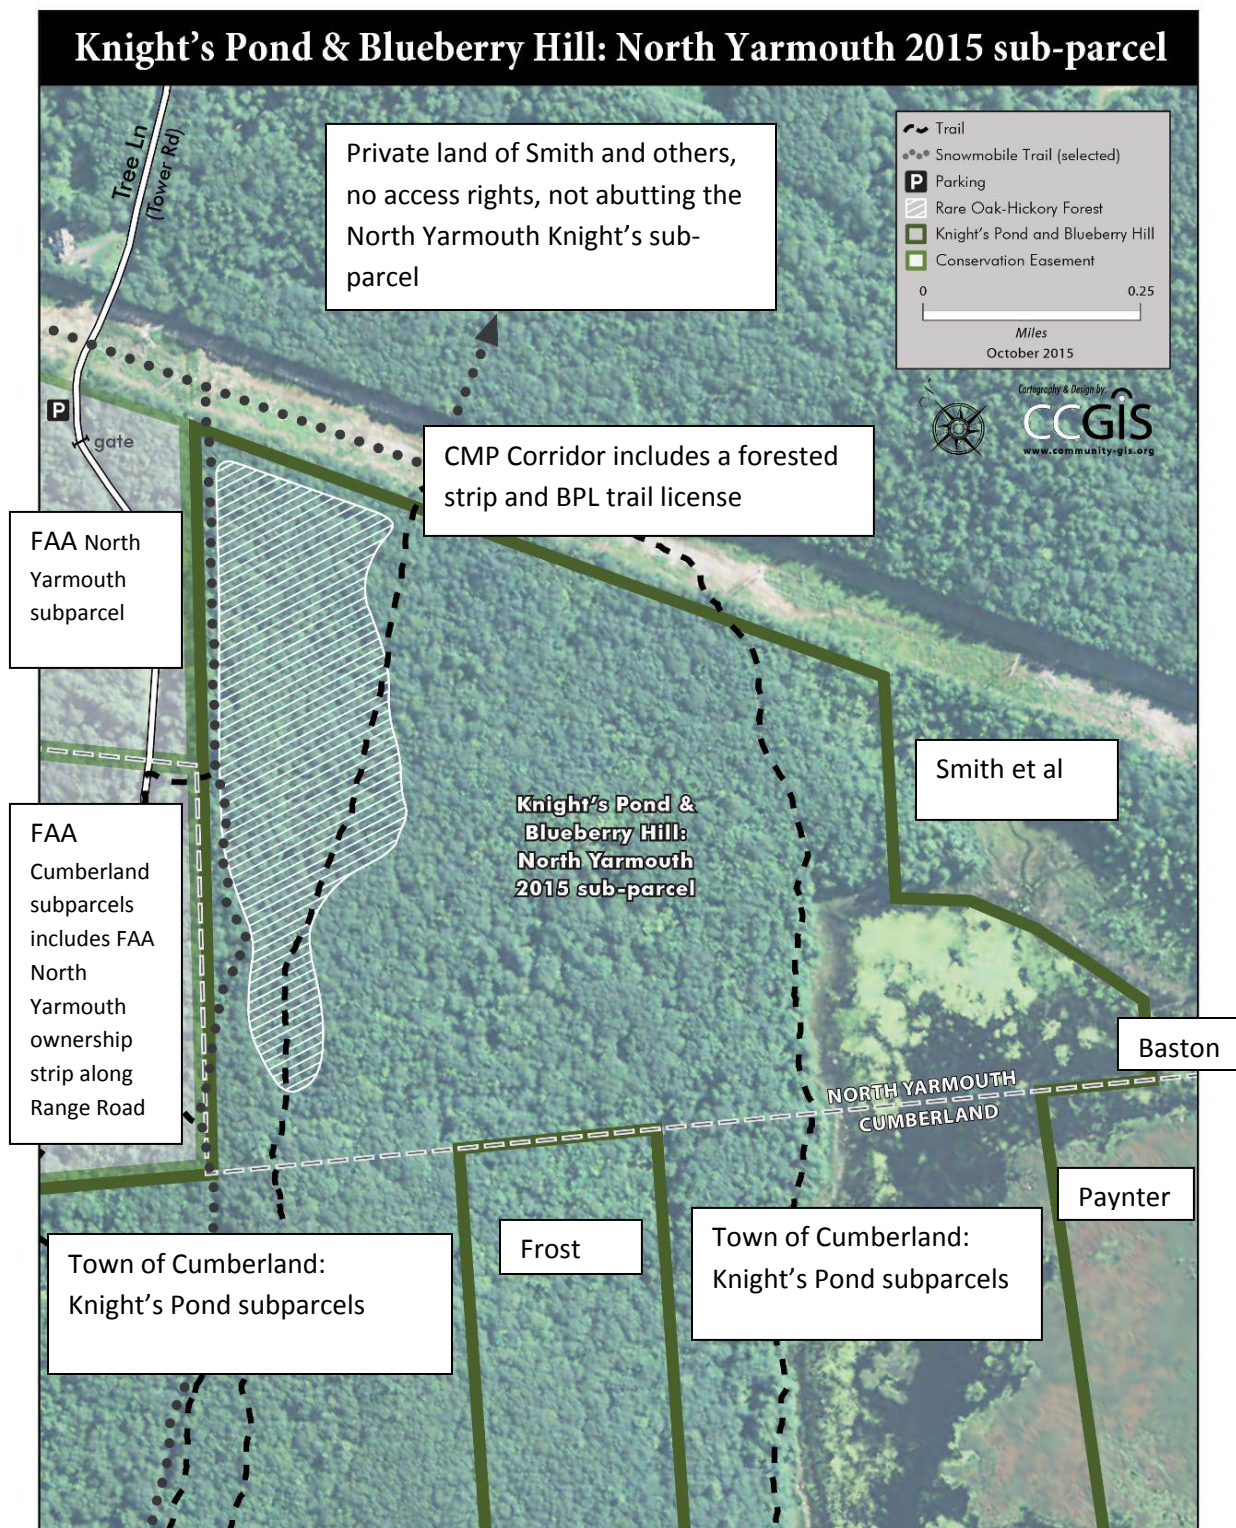 Knight's Pond & Blueberry Hill: North Yarmouth 2015 sub-parcel
Tree Ln
(Tower Rd)
Private land of Smith and others,
no access rights, not abutting the
North Yarmouth Knight's sub-
parcel
Trail
Snowmobile Trail (selected)
P Parking
Rare Oak-Hickory Forest
Knight's Pond and Blueberry Hill
Conservation Easement
0 0.25
Miles
October 2015
N
Cartography & Design by:
CCGIS
www.community-gis.org
P
gate
CMP Corridor includes a forested
strip and BPL trail license
FAA North
Yarmouth
subparcel
Smith et al
Knight's Pond &
Blueberry Hill:
North Yarmouth
2015 sub-parcel
FAA
Cumberland
subparcels
includes FAA
North
Yarmouth
ownership
strip along
Range Road
Baston
NORTH YARMOUTH
CUMBERLAND
Paynter
Town of Cumberland:
Knight's Pond subparcels
Frost
Town of Cumberland:
Knight's Pond subparcels